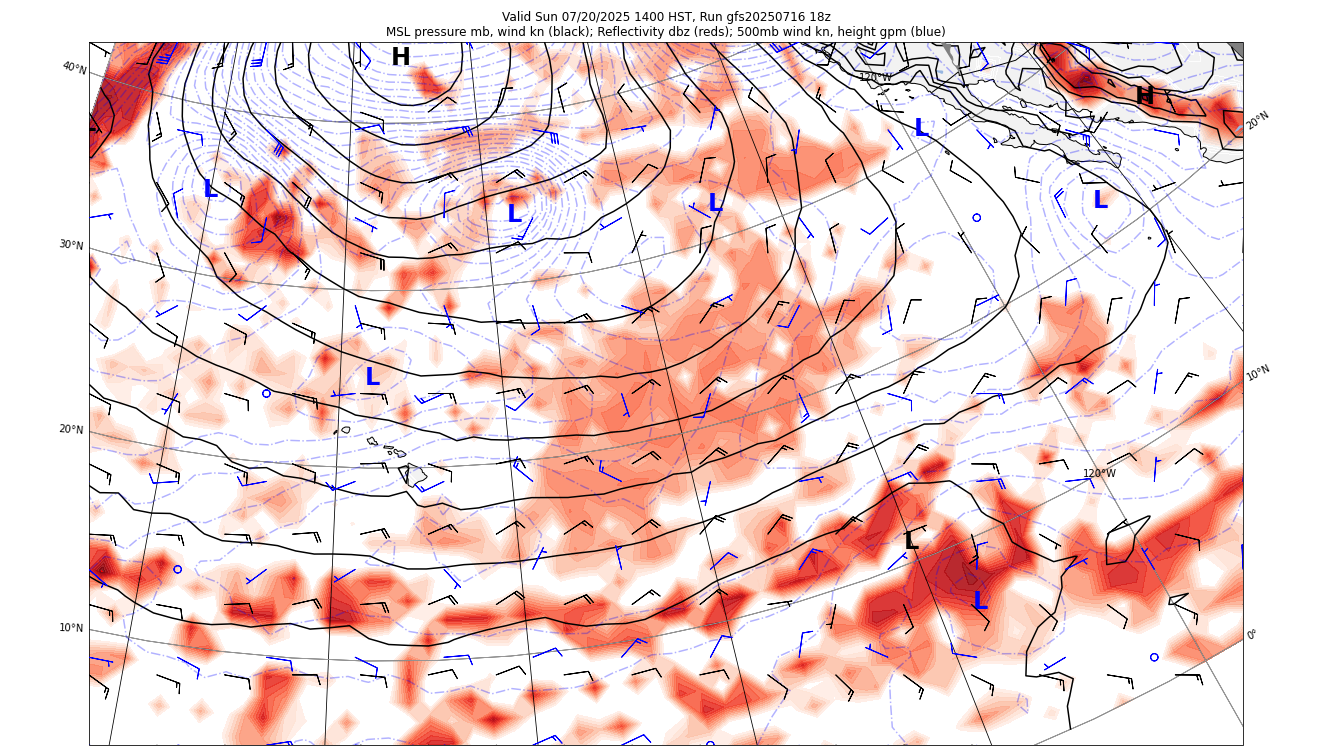 Valid Sun 07/20/2025 1400 HST, Run gfs20250716 18z
MSL pressure mb, wind kn (black); Reflectivity dbz (reds); 500mb wind kn, height gpm (blue)
H
40°N
120°W
H
20°N
L
L
L
L
L
30°N
L
10°N
20°N
120°W
L
L
10°N
0°